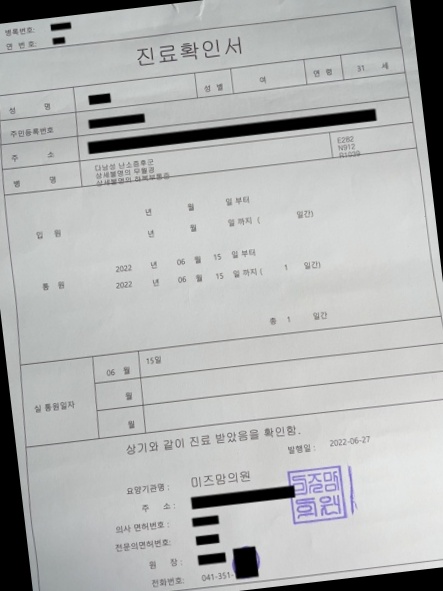 병록번호:
연 번호:
진료확인서
성 명 성 별 여 연 령 31 세
주민등록번호
주 소
병 명 다낭성 난소증후군 E282
상세불명의 무월경 N912
상세불명의 하복부통증 R1039
입 원 년 월 일 부터
년 월 일 까지 ( 일간)
통 원 2022 년 06 월 15 일 부터
2022 년 06 월 15 일 까지 ( 1 일간)
총 1 일간
실 통원일자 06 월 15일
월
월
상기와 같이 진료 받았음을 확인함.
발행일 : 2022-06-27
요양기관명 : 미즈맘의원
주 소 :
의사 면허번호 :
전문의면허번호:
원 장 :
전화번호: 041-351-
미즈맘
의원